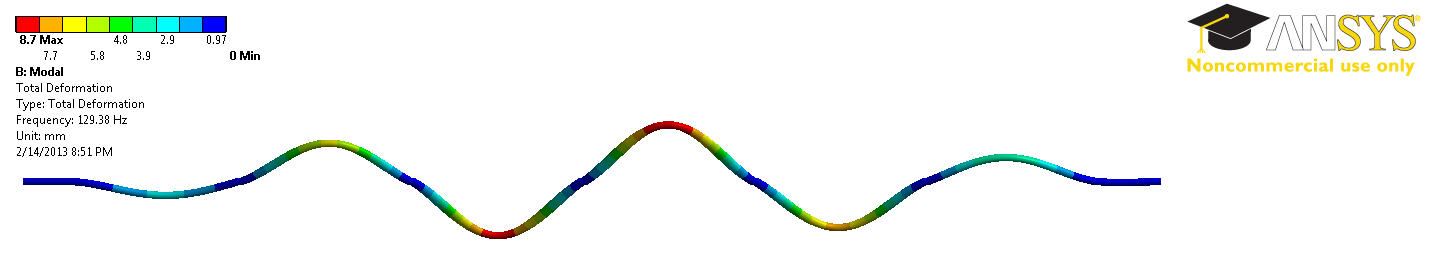 8.7 Max 4.8 2.9 0.97
7.7 5.8 3.9 0 Min
B: Modal
Total Deformation
Type: Total Deformation
Frequency: 129.38 Hz
Unit: mm
2/14/2013 8:51 PM
ANSYS
Noncommercial use only